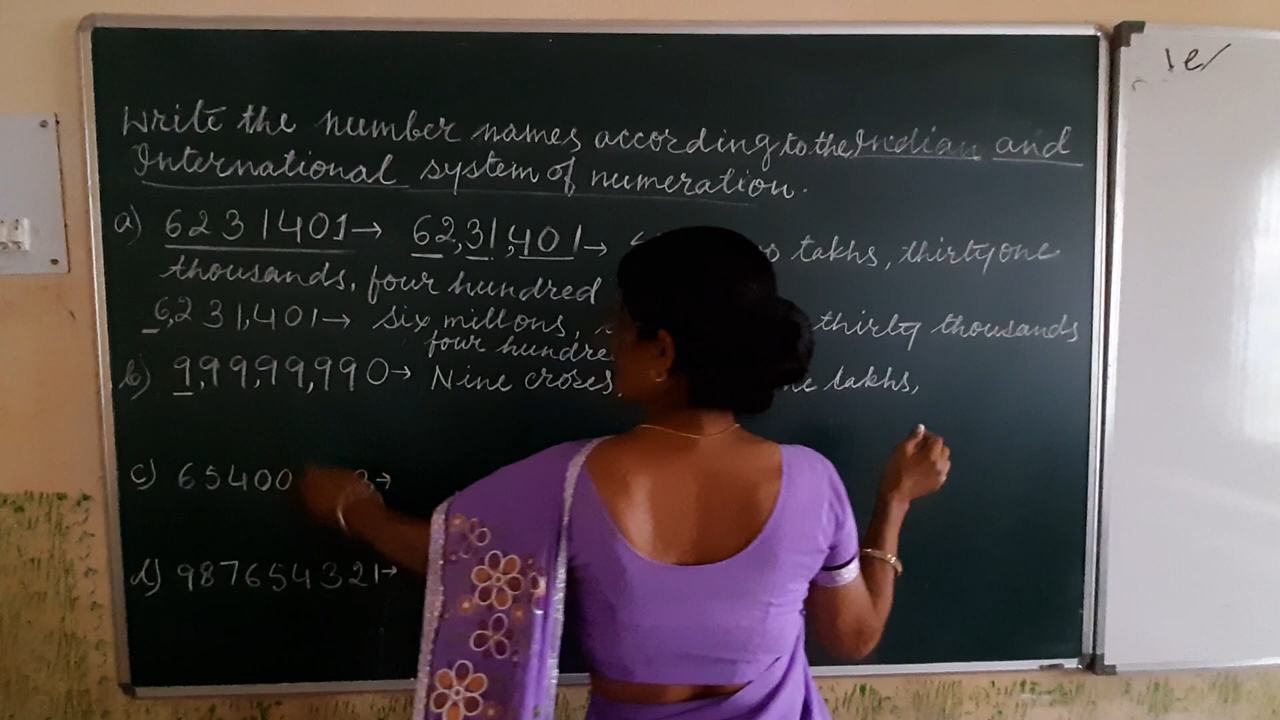 Write the number names according to the Indian and
International system of numeration.
a) 6231401→ 62,31,401→ takhs, thirtyone
thousands, four hundred
6,231,401→ six millons, thirty thousands
four hundre
b) 9,99,99,990→ Nine crores, takhs,
c) 65400 3→
d) 987654321→